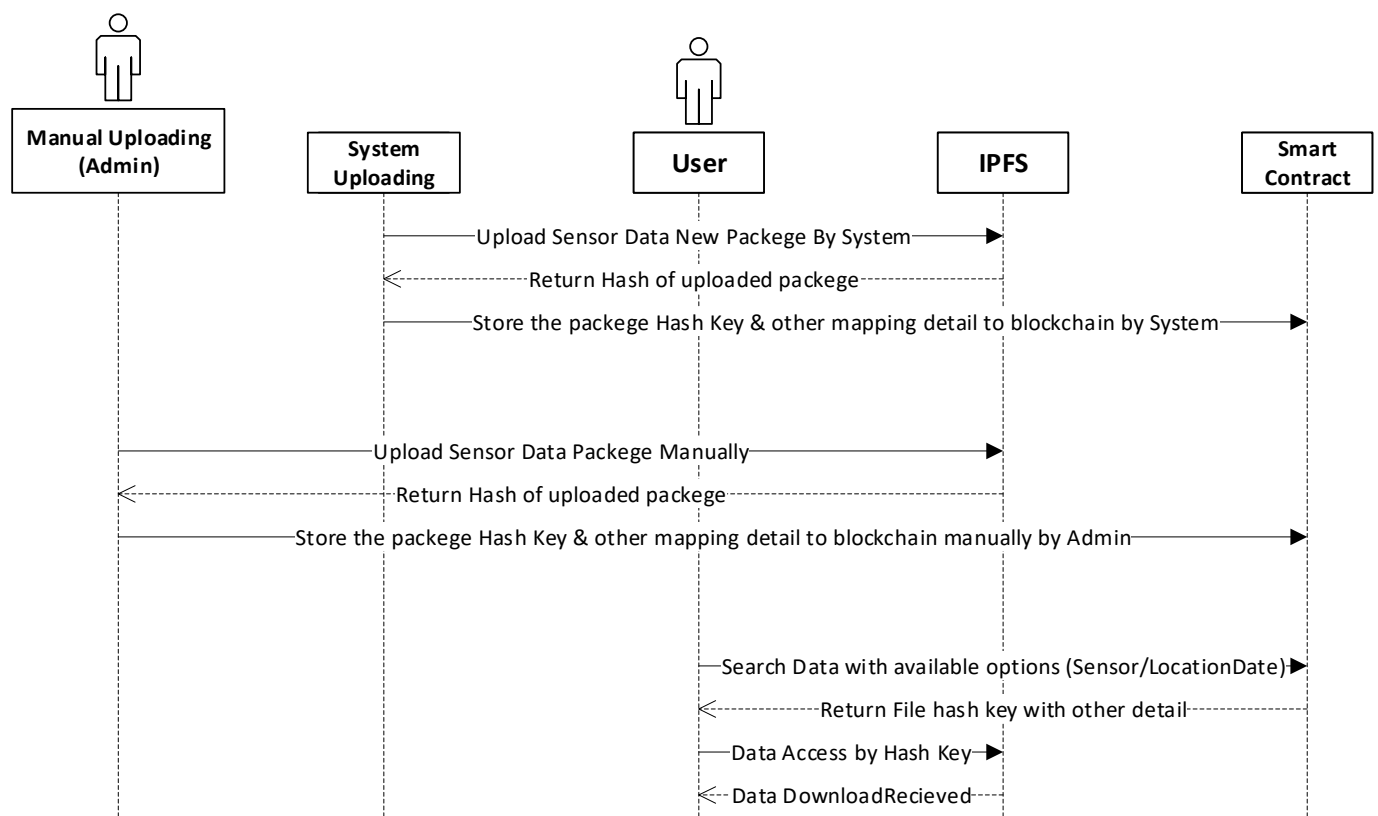 Manual Uploading
(Admin)
System
Uploading
User
IPFS
Smart
Contract
Upload Sensor Data New Packege By System
Return Hash of uploaded packege
Store the packege Hash Key & other mapping detail to blockchain by System
Upload Sensor Data Packege Manually
Return Hash of uploaded packege
Store the packege Hash Key & other mapping detail to blockchain manually by Admin
Search Data with available options (Sensor/LocationDate)
Return File hash key with other detail
Data Access by Hash Key
Data DownloadRecieved